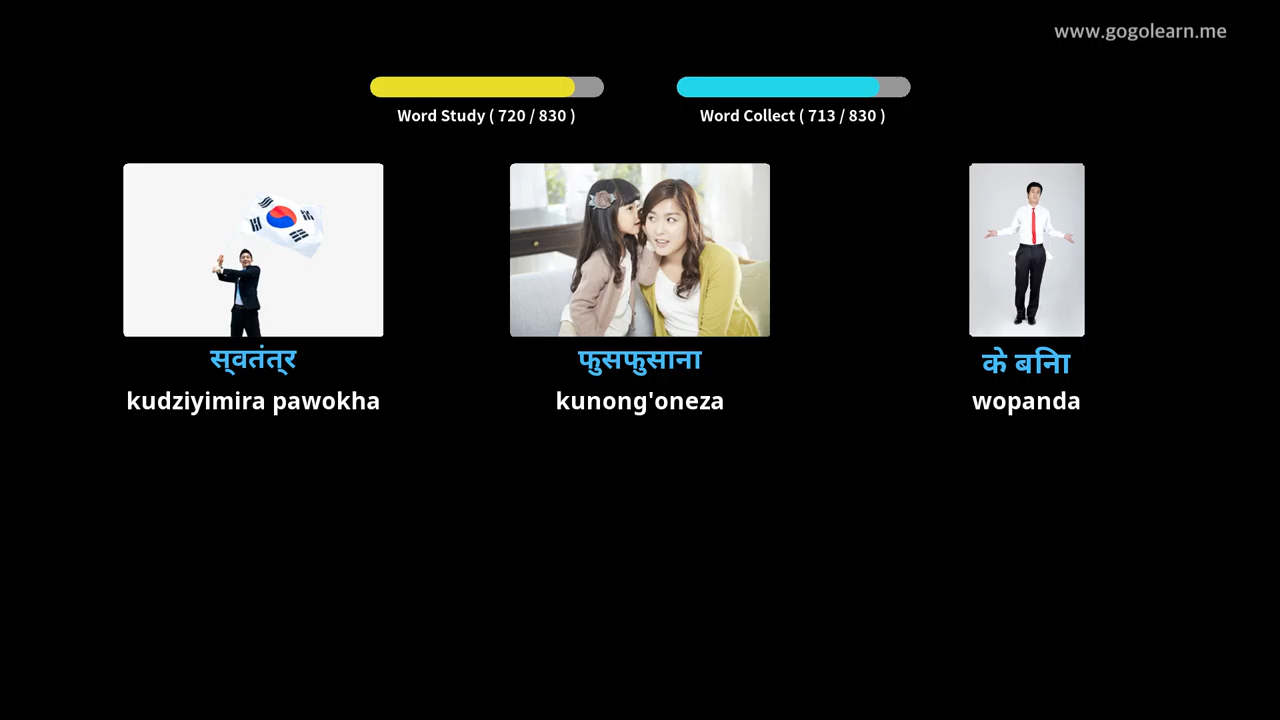 www.gogolearn.me
Word Study ( 720 / 830 )
Word Collect ( 713 / 830 )
स्वतंत्र
फुसफुसाना
के बिना
kudziyimira pawokha
kunong'oneza
wopanda